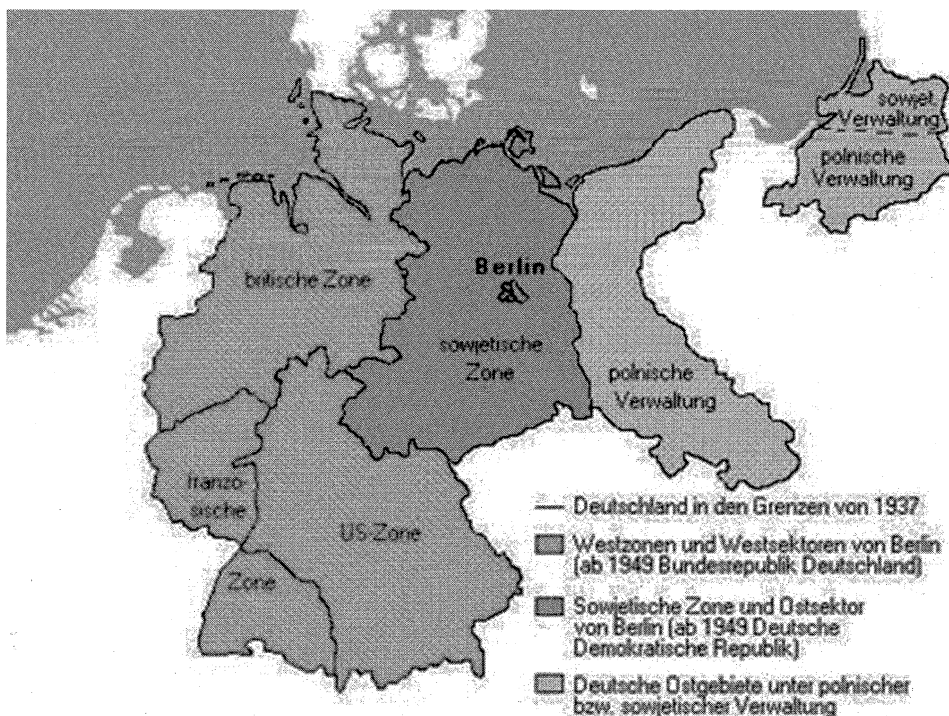 sowjet.
Verwaltung
polnische
Verwaltung
Berlin
britische Zone
sowjetische
Zone
polnische
Verwaltung
franzö-
sische
US-Zone
Zone
Deutschland in den Grenzen von 1937
Westzonen und Westsektoren von Berlin
(ab 1949 Bundesrepublik Deutschland)
Sowjetische Zone und Ostsektor
von Berlin (ab 1949 Deutsche
Demokratische Republik)
Deutsche Ostgebiete unter polnischer
bzw. sowjetischer Verwaltung